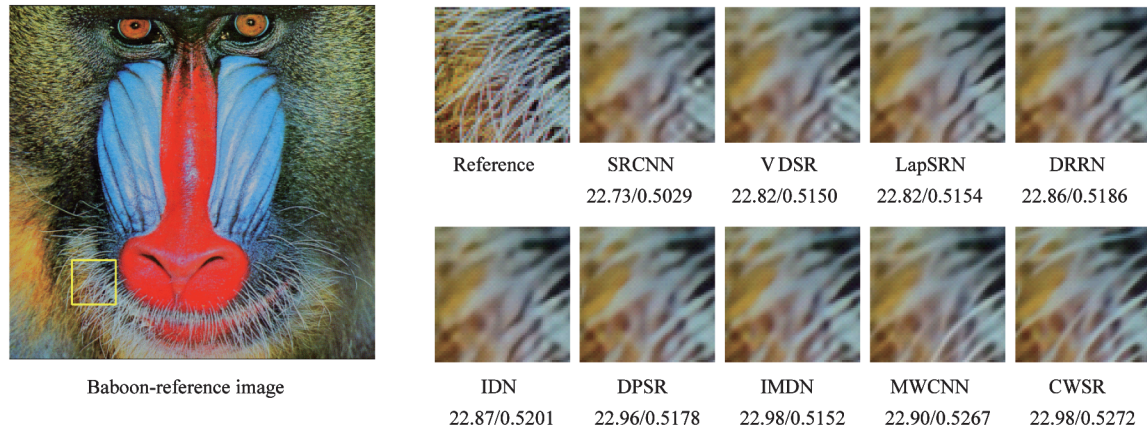 Reference SRCNN V DSR LapSRN DRRN
22.73/0.5029 22.82/0.5150 22.82/0.5154 22.86/0.5186
Baboon-reference image
IDN DPSR IMDN MWCNN CWSR
22.87/0.5201 22.96/0.5178 22.98/0.5152 22.90/0.5267 22.98/0.5272